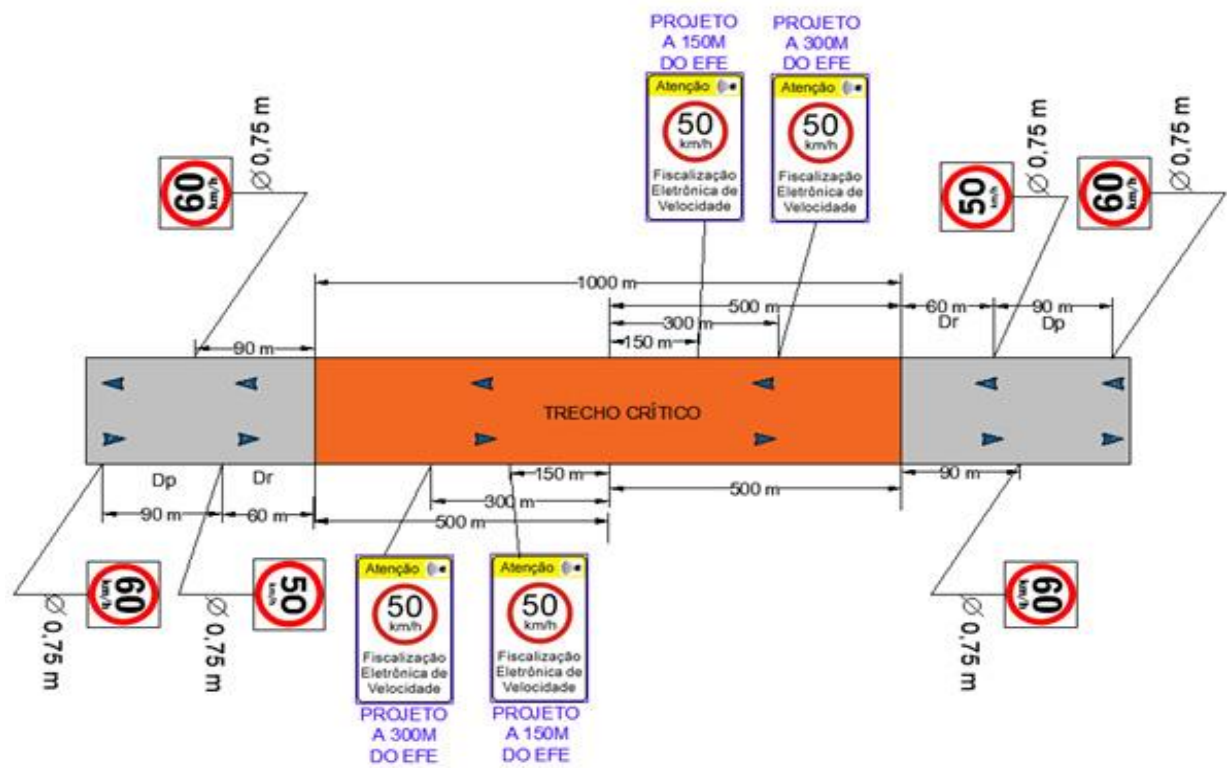 PROJETO
A 150M
DO EFE
PROJETO
A 300M
DO EFE
Atenção
50
km/h
Fiscalização
Eletrônica de
Velocidade
Atenção
50
km/h
Fiscalização
Eletrônica de
Velocidade
60
km/h
Ø 0,75 m
50
km/h
Ø 0,75 m
60
km/h
Ø 0,75 m
1000 m
500 m
60 m
90 m
300 m
Dr
Dp
150 m
90 m
TRECHO CRÍTICO
Dp
Dr
150 m
90 m
300 m
500 m
90 m
60 m
500 m
60
km/h
Ø 0,75 m
50
km/h
Ø 0,75 m
Atenção
50
km/h
Fiscalização
Eletrônica de
Velocidade
Atenção
50
km/h
Fiscalização
Eletrônica de
Velocidade
60
km/h
Ø 0,75 m
PROJETO
A 300M
DO EFE
PROJETO
A 150M
DO EFE